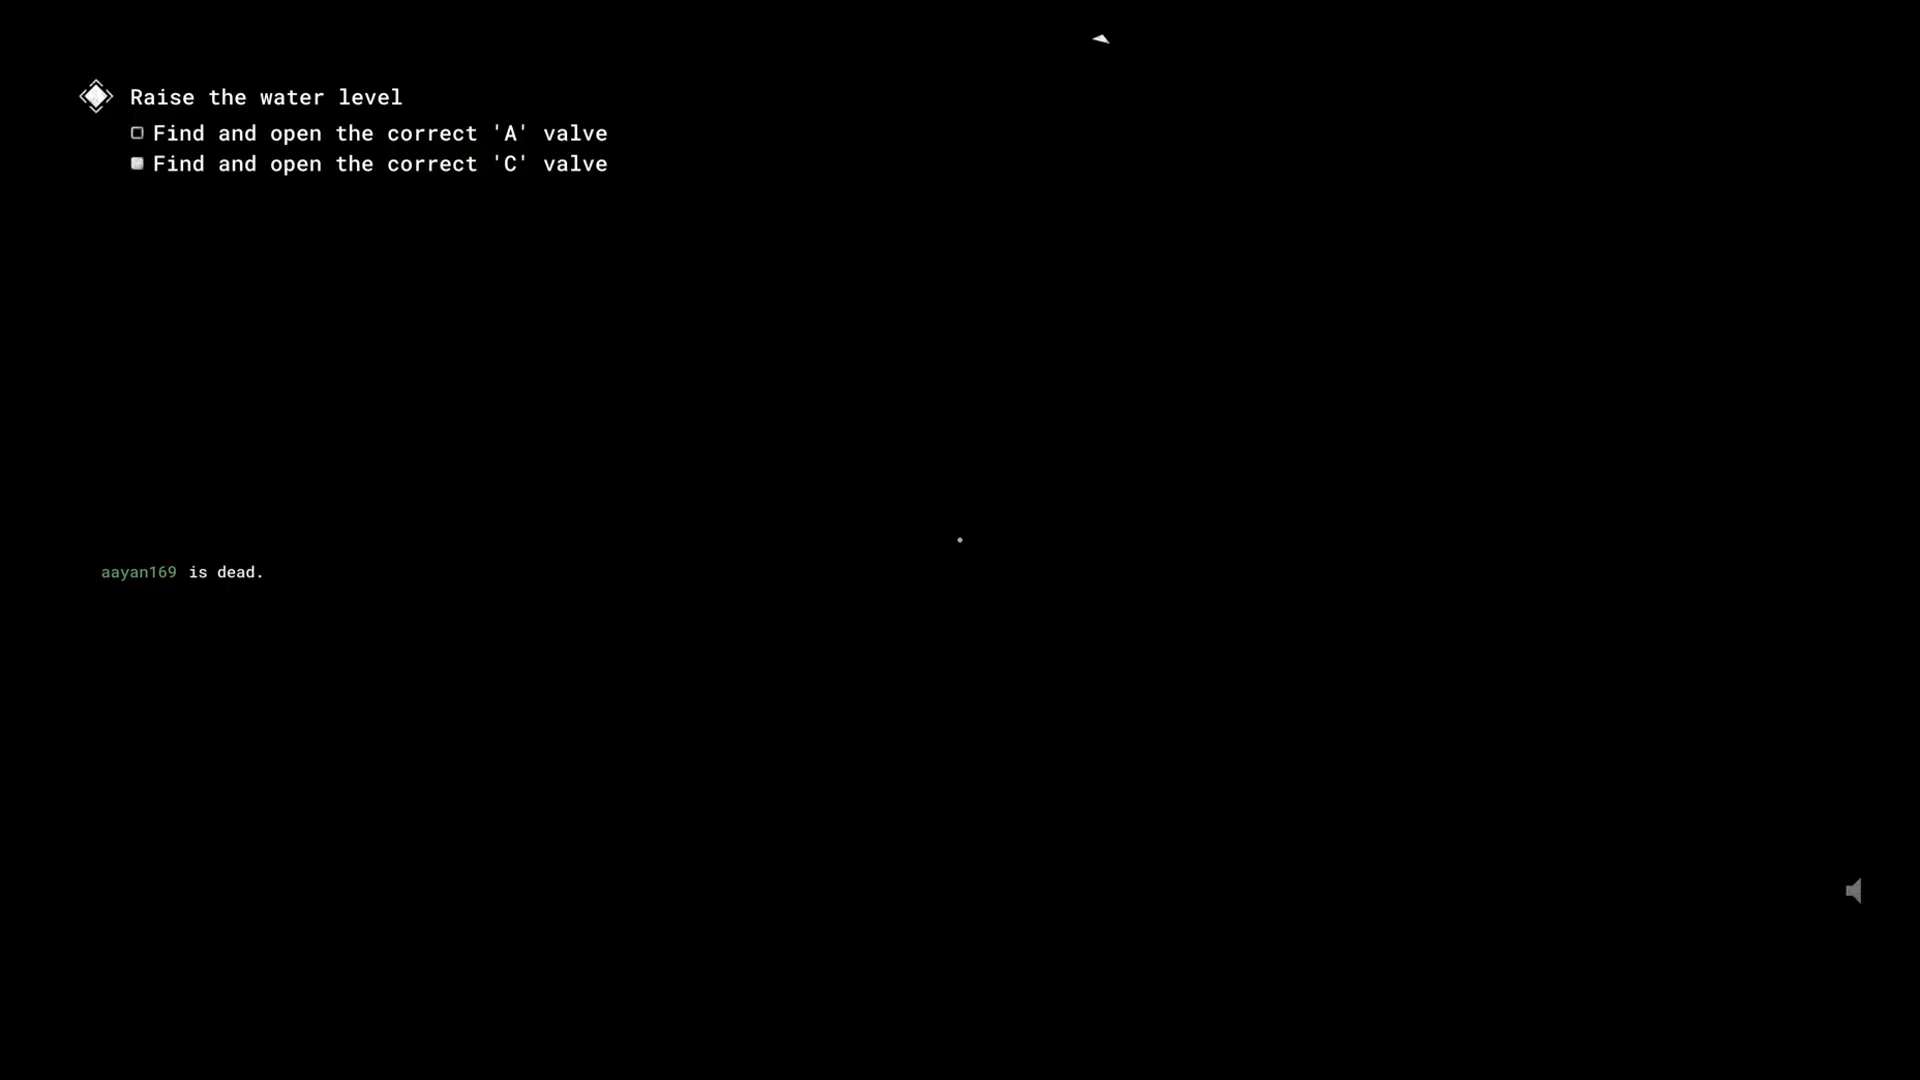 Raise the water level
Find and open the correct 'A' valve
Find and open the correct 'C' valve
aayan169 is dead.